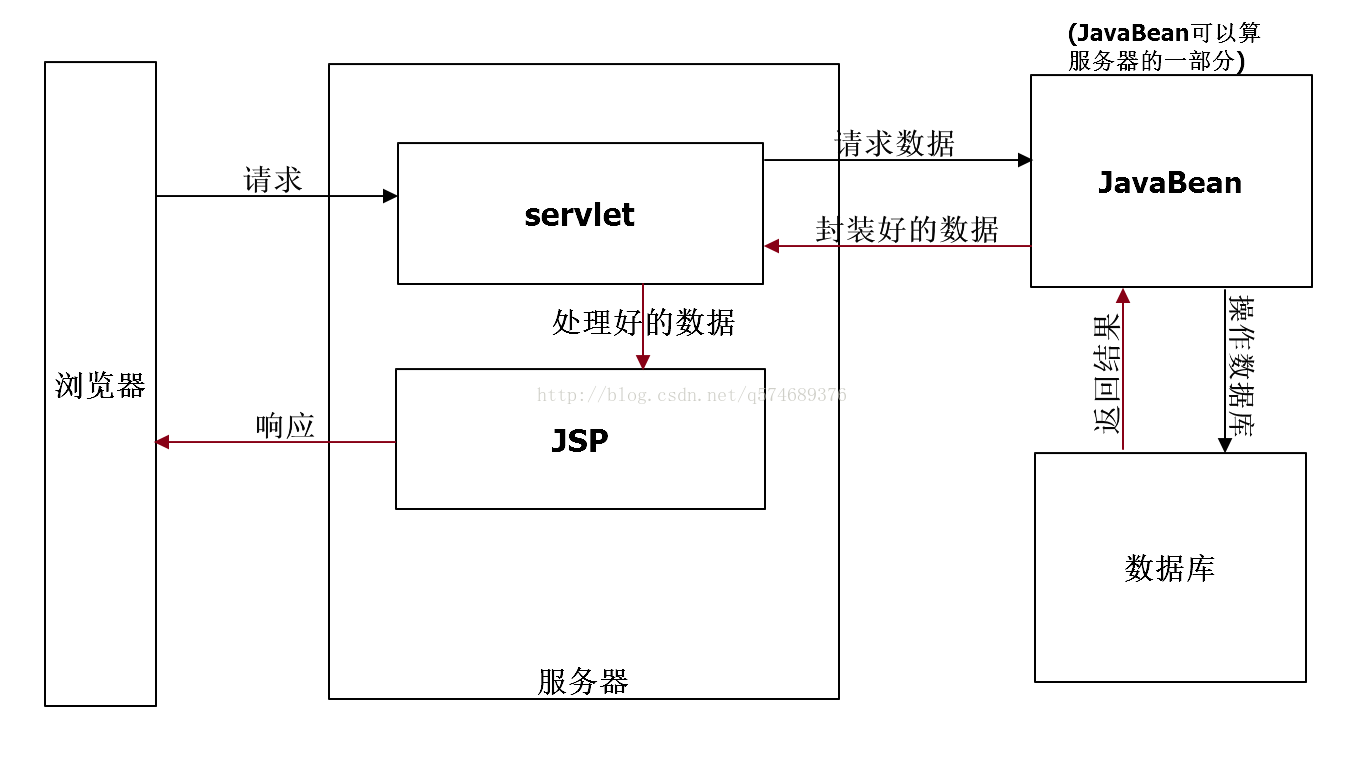 (JavaBean可以算
服务器的一部分)
请求
servlet
请求数据
JavaBean
封装好的数据
处理好的数据
返回结果
操作数据库
浏览器
响应
http://blog.csdn.net/q574689376
JSP
数据库
服务器